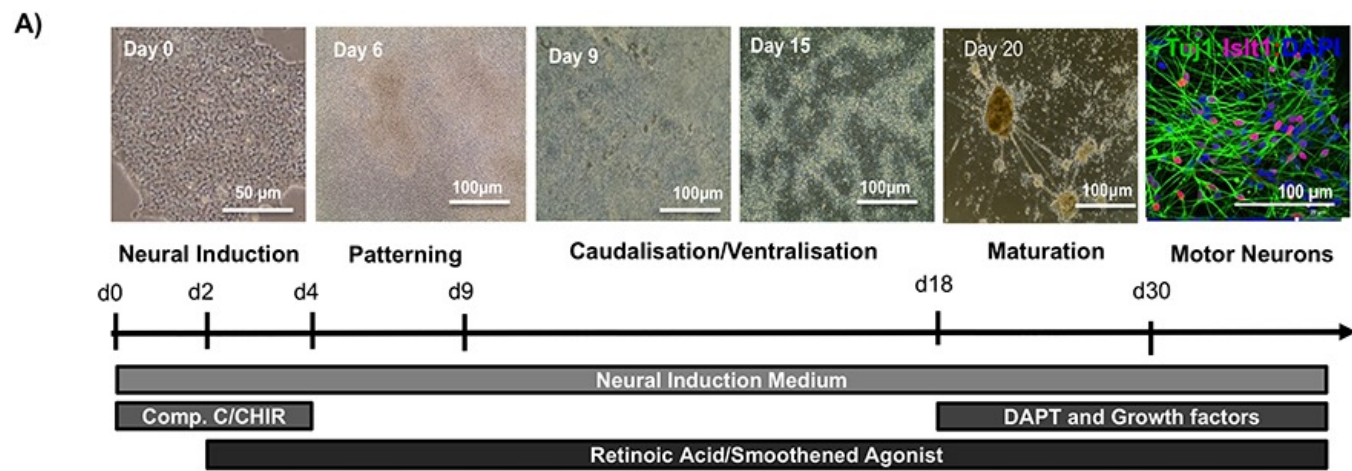 A)
Day 0
Day 6
Day 9
Day 15
Day 20
Tuj1 Islt1 DAPI
50 µm
100µm
100µm
100µm
100µm
100 µm
Neural Induction
Patterning
Caudalisation/Ventralisation
Maturation
Motor Neurons
d0
d2
d4
d9
d18
d30
Neural Induction Medium
Comp. C/CHIR
DAPT and Growth factors
Retinoic Acid/Smoothened Agonist